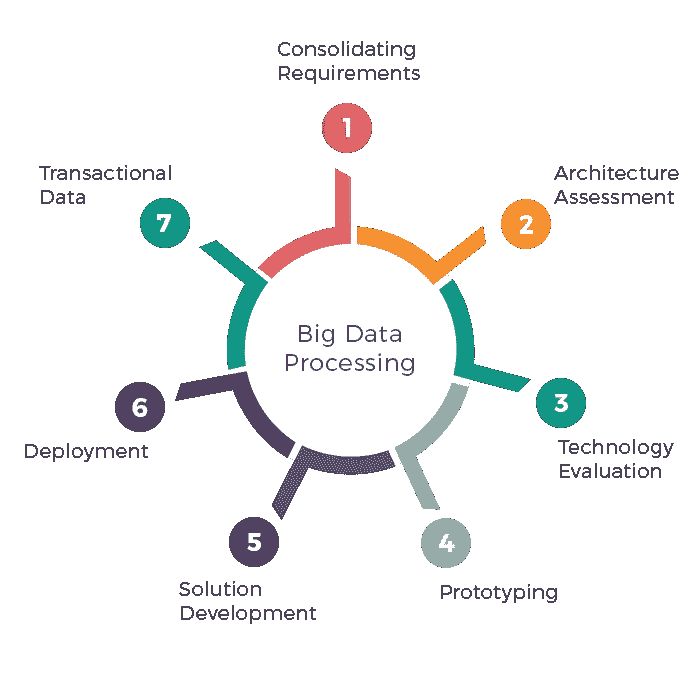 Consolidating
Requirements
1
Architecture
Assessment
2
3
Technology
Evaluation
4
Prototyping
5
Solution
Development
6
Deployment
Transactional
Data
7
Big Data
Processing